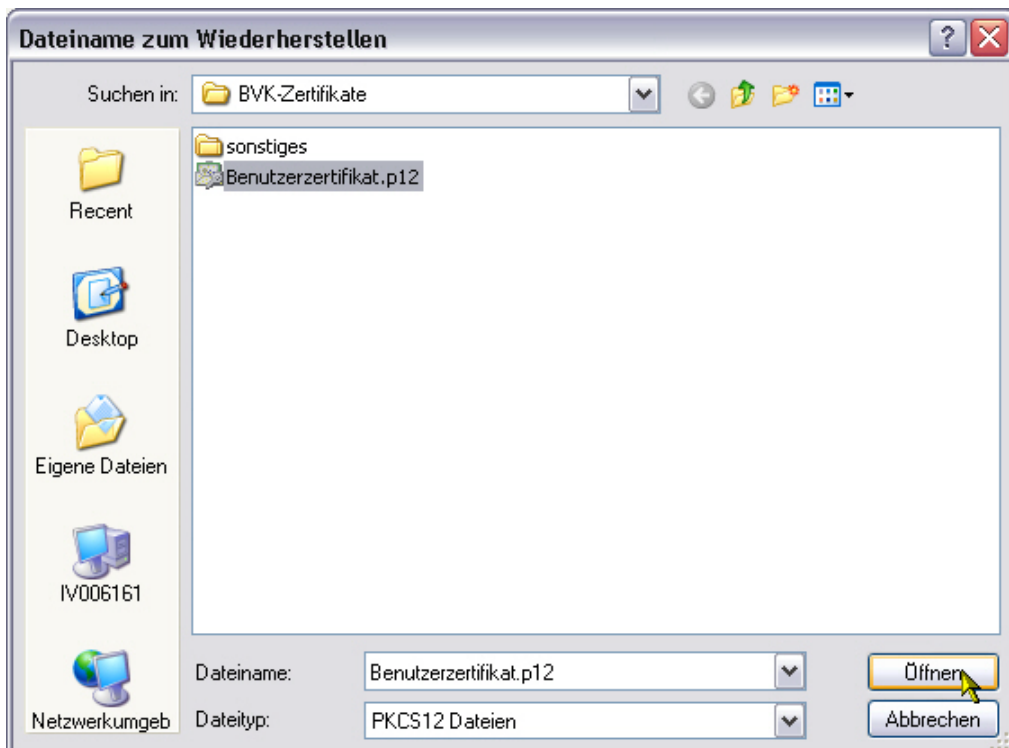 Dateiname zum Wiederherstellen
Suchen in: BVK-Zertifikate
sonstiges
Benutzerzertifikat.p12
Recent
Desktop
Eigene Dateien
IV006161
Netzwerkumgeb
Dateiname: Benutzerzertifikat.p12 Öffnen
Dateityp: PKCS12 Dateien Abbrechen